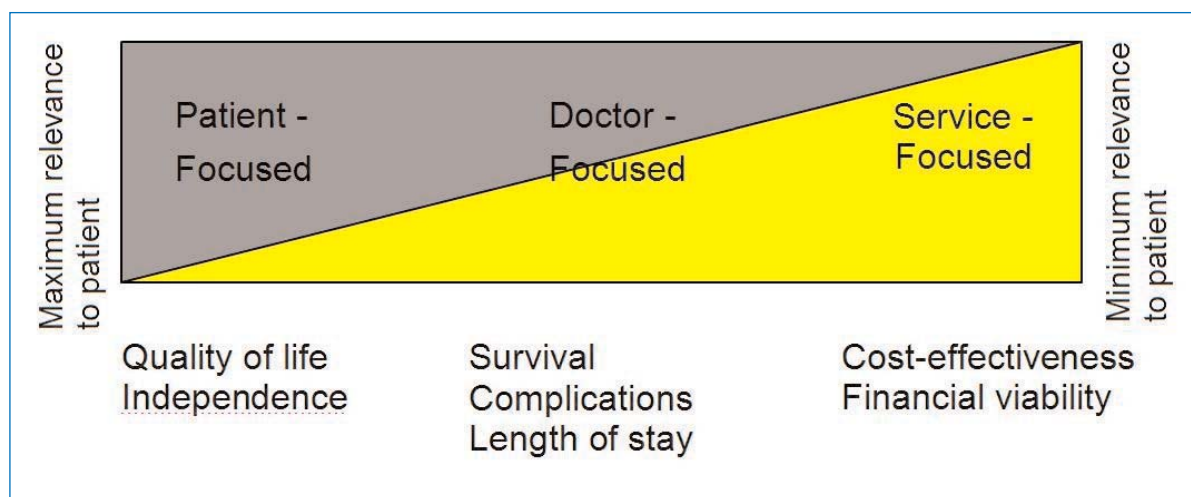 Maximum relevance
to patient
Patient -
Focused
Doctor -
Focused
Service -
Focused
Minimum relevance
to patient
Quality of life
Independence
Survival
Complications
Length of stay
Cost-effectiveness
Financial viability